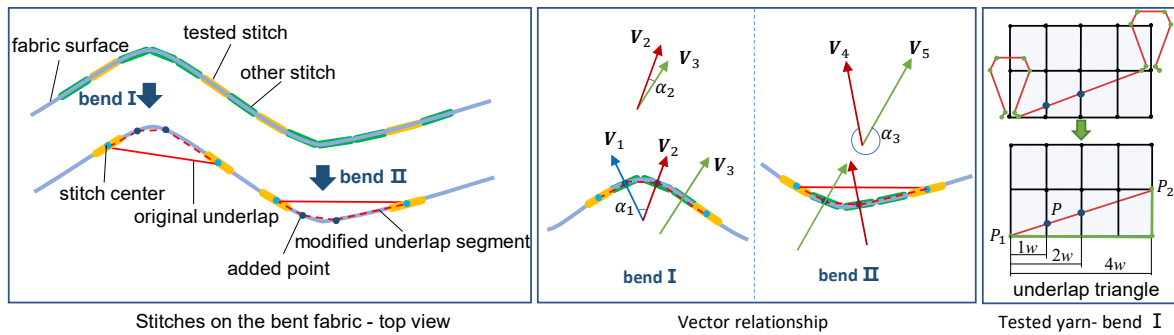 fabric surface
tested stitch
other stitch
bend I
stitch center
original underlap
bend II
modified underlap segment
added point
Stitches on the bent fabric - top view
V2
V3
α2
V1
V2
V3
α1
bend I
V4
V5
α3
bend II
Vector relationship
P1
P
P2
1w
2w
4w
underlap triangle
Tested yarn- bend I